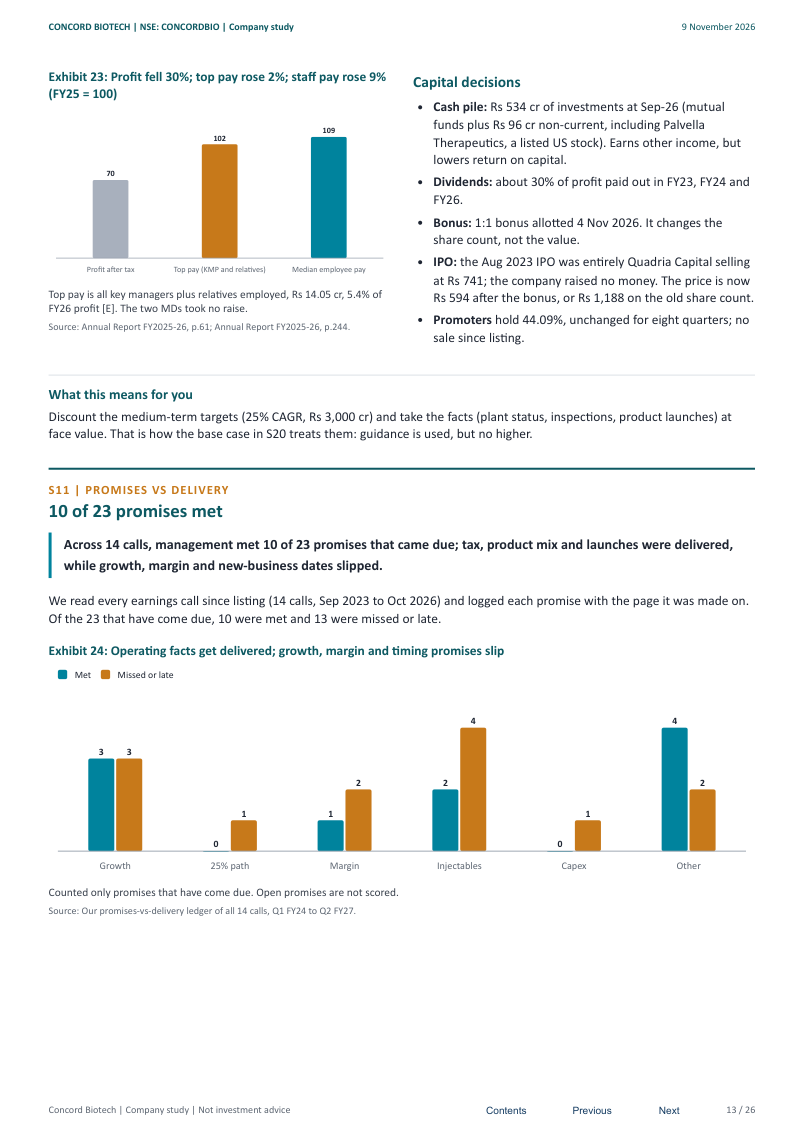 CONCORD BIOTECH | NSE: CONCORDBIO | Company study
9 November 2026
Exhibit 23: Profit fell 30%; top pay rose 2%; staff pay rose 9%
(FY25 = 100)
70
102
109
Profit after tax
Top pay (KMP and relatives)
Median employee pay
Top pay is all key managers plus relatives employed, Rs 14.05 cr, 5.4% of
FY26 profit [E]. The two MDs took no raise.
Source: Annual Report FY2025-26, p.61; Annual Report FY2025-26, p.244.
Capital decisions
• Cash pile: Rs 534 cr of investments at Sep-26 (mutual
funds plus Rs 96 cr non-current, including Palvella
Therapeutics, a listed US stock). Earns other income, but
lowers return on capital.
• Dividends: about 30% of profit paid out in FY23, FY24 and
FY26.
• Bonus: 1:1 bonus allotted 4 Nov 2026. It changes the
share count, not the value.
• IPO: the Aug 2023 IPO was entirely Quadria Capital selling
at Rs 741; the company raised no money. The price is now
Rs 594 after the bonus, or Rs 1,188 on the old share count.
• Promoters hold 44.09%, unchanged for eight quarters; no
sale since listing.
What this means for you
Discount the medium-term targets (25% CAGR, Rs 3,000 cr) and take the facts (plant status, inspections, product launches) at
face value. That is how the base case in S20 treats them: guidance is used, but no higher.
S11 | PROMISES VS DELIVERY
10 of 23 promises met
Across 14 calls, management met 10 of 23 promises that came due; tax, product mix and launches were delivered,
while growth, margin and new-business dates slipped.
We read every earnings call since listing (14 calls, Sep 2023 to Oct 2026) and logged each promise with the page it was made on.
Of the 23 that have come due, 10 were met and 13 were missed or late.
Exhibit 24: Operating facts get delivered; growth, margin and timing promises slip
Met
Missed or late
3
3
0
1
1
2
2
4
0
1
4
2
Growth
25% path
Margin
Injectables
Capex
Other
Counted only promises that have come due. Open promises are not scored.
Source: Our promises-vs-delivery ledger of all 14 calls, Q1 FY24 to Q2 FY27.
Concord Biotech | Company study | Not investment advice
Contents
Previous
Next
13 / 26